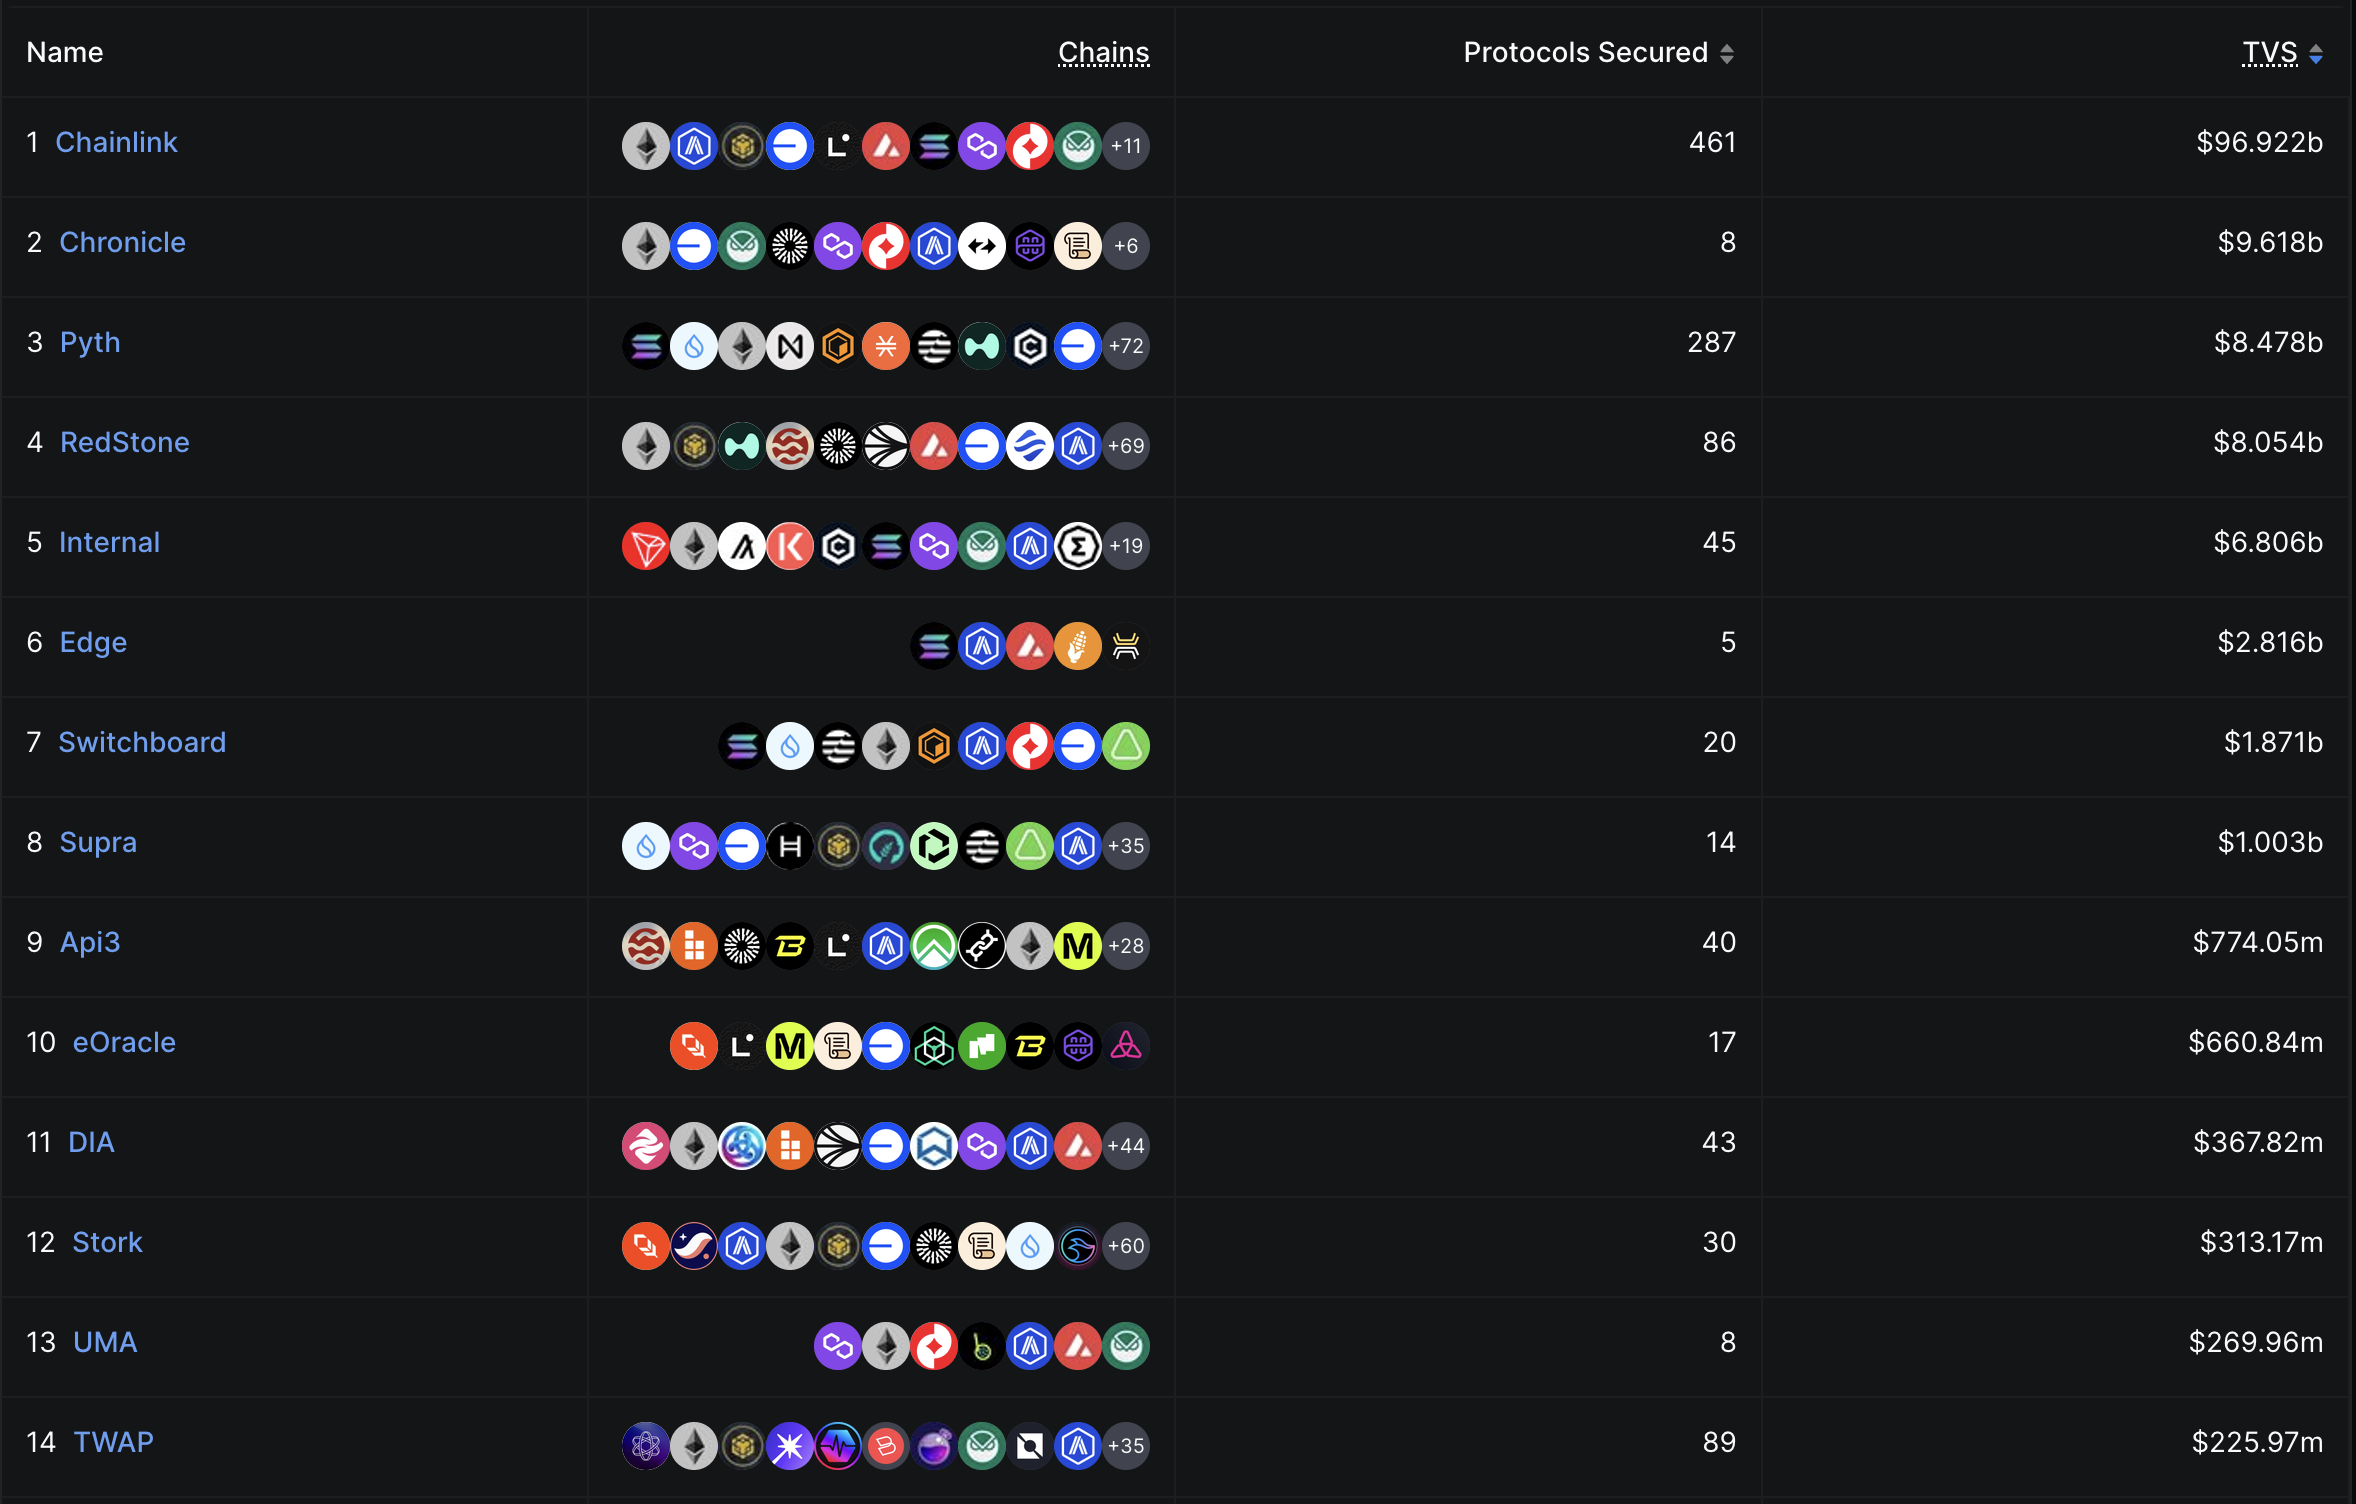 Name Chains Protocols Secured TVS
1 Chainlink +11 461 $96.922b
2 Chronicle +6 8 $9.618b
3 Pyth +72 287 $8.478b
4 RedStone +69 86 $8.054b
5 Internal +19 45 $6.806b
6 Edge 5 $2.816b
7 Switchboard 20 $1.871b
8 Supra +35 14 $1.003b
9 Api3 +28 40 $774.05m
10 eOracle 17 $660.84m
11 DIA +44 43 $367.82m
12 Stork +60 30 $313.17m
13 UMA 8 $269.96m
14 TWAP +35 89 $225.97m